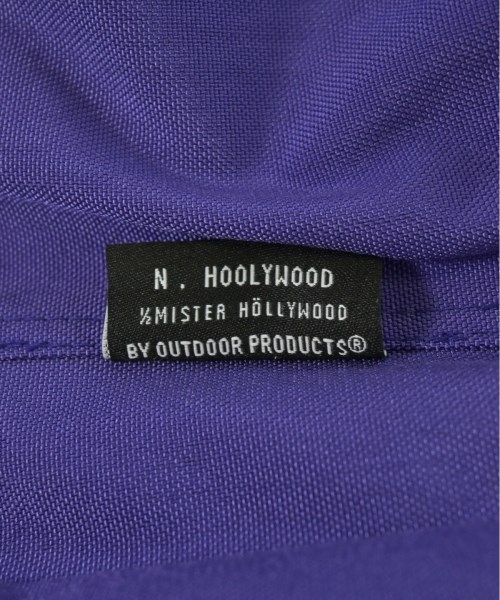 N. HOOLYWOOD
½MISTER HÖLLYWOOD
BY OUTDOOR PRODUCTS®